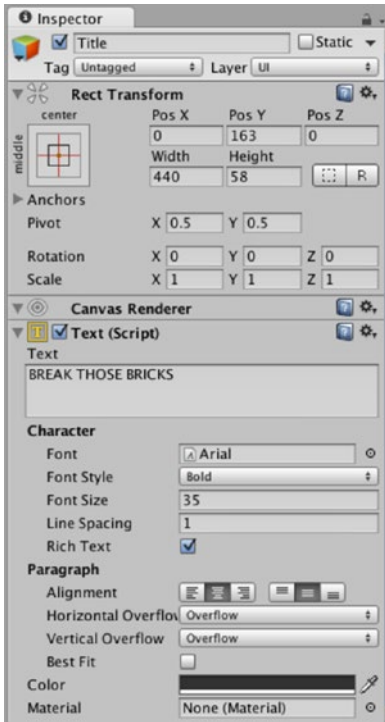 Inspector
Title Static
Tag Untagged Layer UI
Rect Transform
center Pos X Pos Y Pos Z
middle 0 163 0
Width Height
440 58 R
Anchors
Pivot X 0.5 Y 0.5
Rotation X 0 Y 0 Z 0
Scale X 1 Y 1 Z 1
Canvas Renderer
T Text (Script)
Text
BREAK THOSE BRICKS
Character
Font Arial
Font Style Bold
Font Size 35
Line Spacing 1
Rich Text
Paragraph
Alignment
Horizontal Overflov Overflow
Vertical Overflow Overflow
Best Fit
Color
Material None (Material)